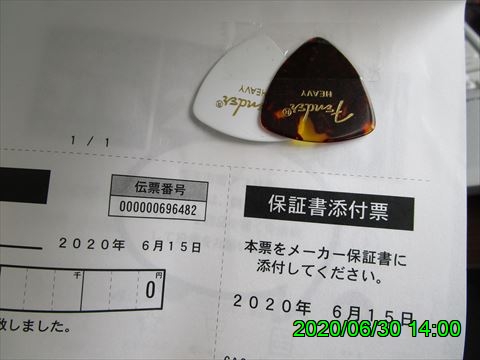 Fender®
HEAVY
Fender®
HEAVY
1 / 1
伝票番号
000000696482
2020年 6月15日
千
円
0
致しました。
保証書添付票
本票をメーカー保証書に
添付してください。
2020年 6月15日
2020/06/30 14:00